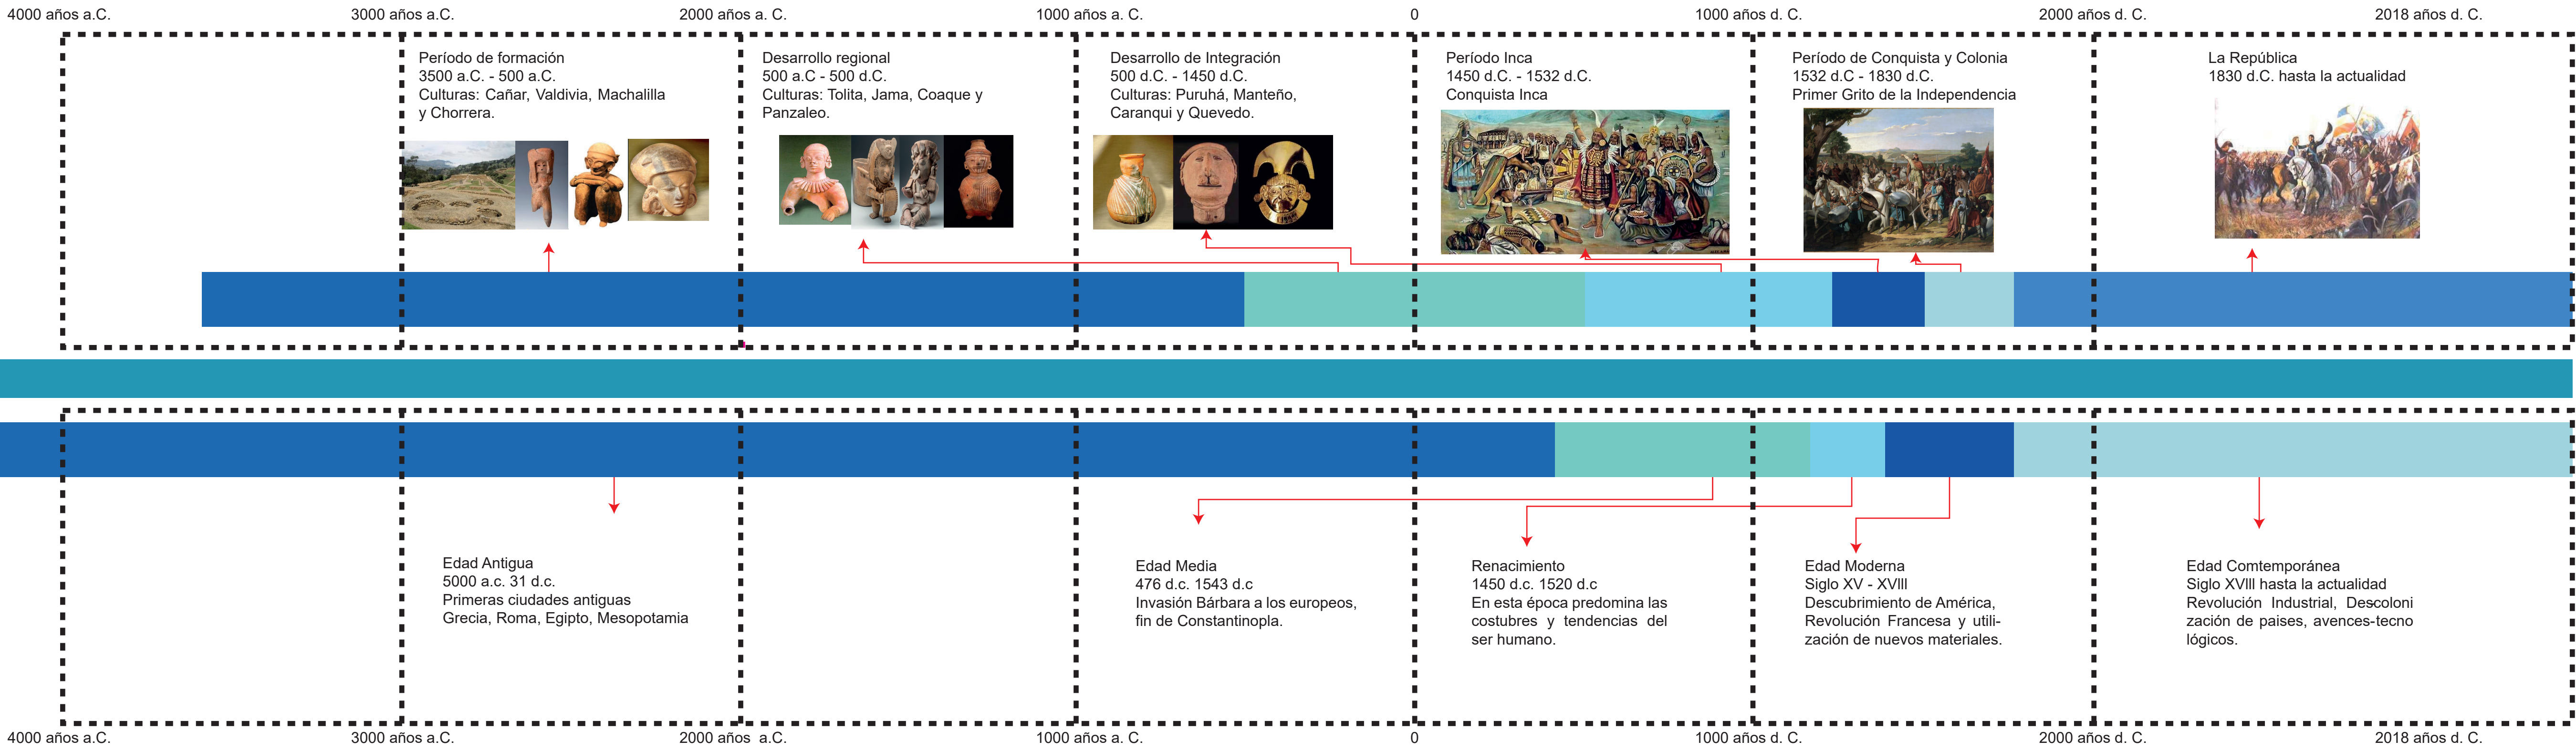 4000 años a.C.
3000 años a.C.
2000 años a. C.
1000 años a. C.
0
1000 años d. C.
2000 años d. C.
2018 años d. C.
Período de formación
3500 a.C. - 500 a.C.
Culturas: Cañar, Valdivia, Machalilla
y Chorrera.
Desarrollo regional
500 a.C - 500 d.C.
Culturas: Tolita, Jama, Coaque y
Panzaleo.
Desarrollo de Integración
500 d.C. - 1450 d.C.
Culturas: Puruhá, Manteño,
Caranqui y Quevedo.
Período Inca
1450 d.C. - 1532 d.C.
Conquista Inca
Período de Conquista y Colonia
1532 d.C - 1830 d.C.
Primer Grito de la Independencia
La República
1830 d.C. hasta la actualidad
Edad Antigua
5000 a.c. 31 d.c.
Primeras ciudades antiguas
Grecia, Roma, Egipto, Mesopotamia
Edad Media
476 d.c. 1543 d.c
Invasión Bárbara a los europeos,
fin de Constantinopla.
Renacimiento
1450 d.c. 1520 d.c
En esta época predomina las
costubres y tendencias del
ser humano.
Edad Moderna
Siglo XV - XVlll
Descubrimiento de América,
Revolución Francesa y utili-
zación de nuevos materiales.
Edad Comtemporánea
Siglo XVlll hasta la actualidad
Revolución Industrial, Descoloni
zación de paises, avences-tecno
lógicos.
4000 años a.C.
3000 años a.C.
2000 años a.C.
1000 años a. C.
0
1000 años d. C.
2000 años d. C.
2018 años d. C.